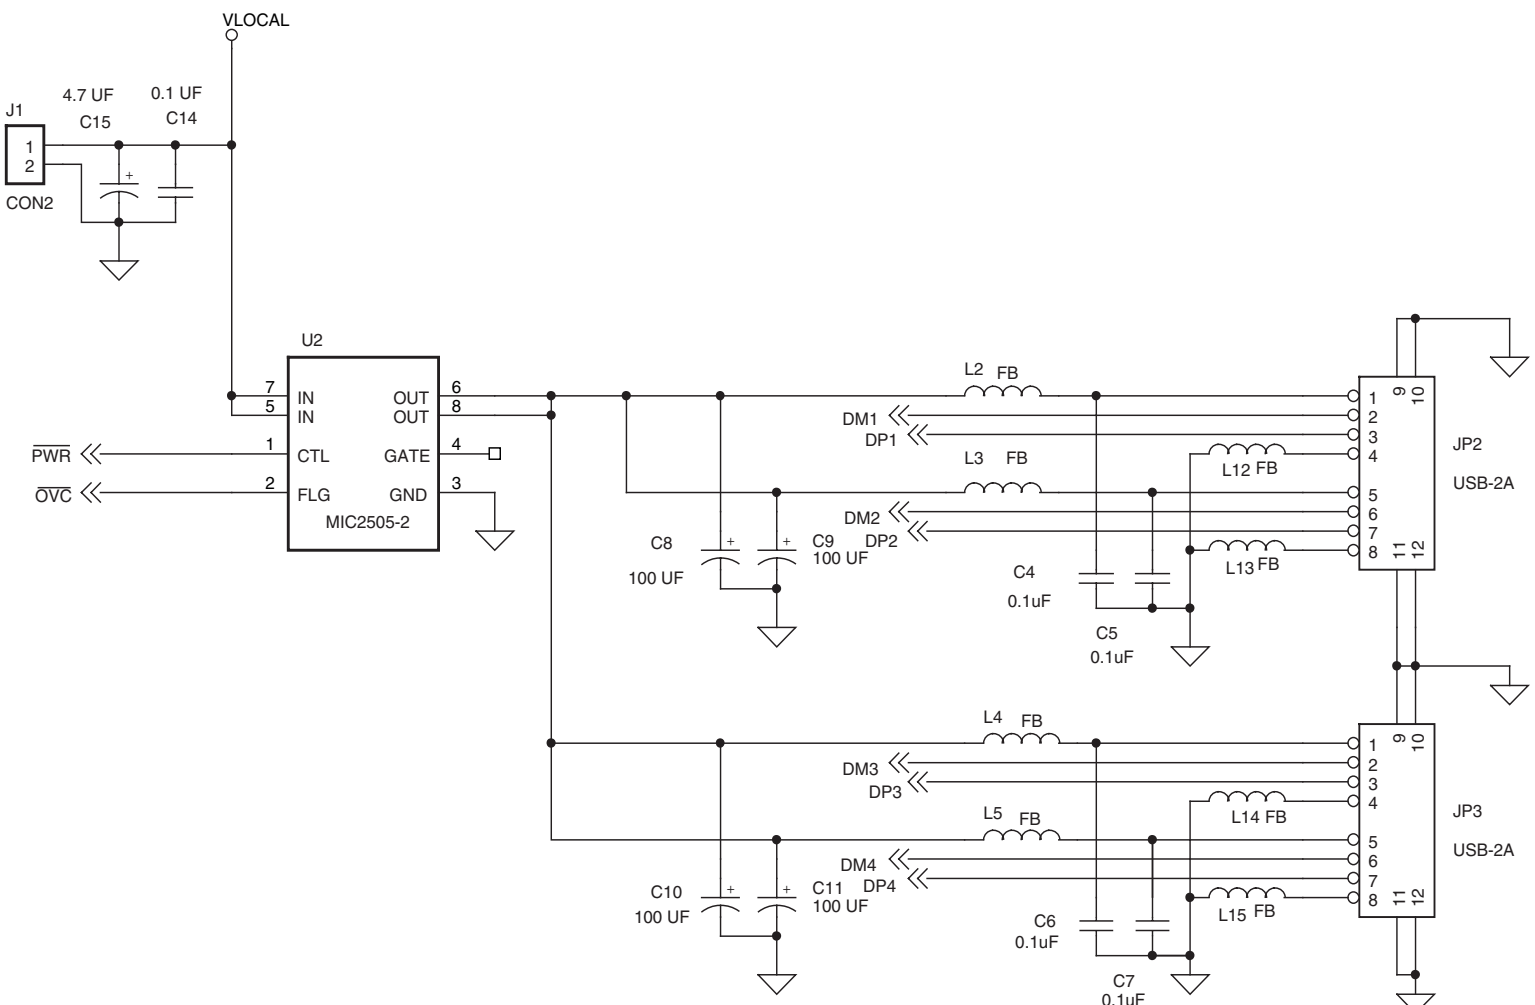 VLOCAL
4.7 UF
0.1 UF
J1
C15
C14
1
2
CON2
U2
7
IN
5
IN
1
CTL
2
FLG
OUT
6
OUT
8
GATE
4
GND
3
MIC2505-2
PWR
OVC
L2 FB
DM1
DP1
L3 FB
DM2
DP2
C8
100 UF
C9
100 UF
L12 FB
L13 FB
C4
0.1uF
C5
0.1uF
9
10
1
2
3
4
5
6
7
8
11
12
JP2
USB-2A
L4 FB
DM3
DP3
L5 FB
DM4
DP4
C10
100 UF
C11
100 UF
L14 FB
L15 FB
C6
0.1uF
C7
0.1uF
9
10
1
2
3
4
5
6
7
8
11
12
JP3
USB-2A